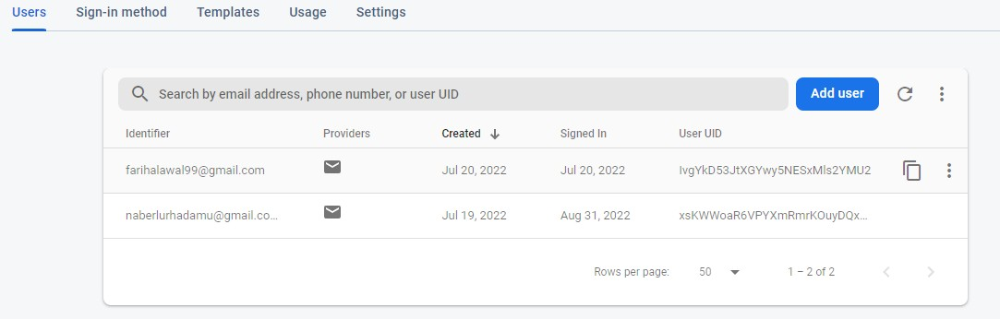 Users Sign-in method Templates Usage Settings
Search by email address, phone number, or user UID Add user
Identifier Providers Created Signed In User UID
farihalawal99@gmail.com Jul 20, 2022 Jul 20, 2022 IvgYkD53JtXGYwy5NESxMls2YMU2
naberlurhadamu@gmail.co... Jul 19, 2022 Aug 31, 2022 xsKWWoaR6VPYXmRmrKOuyDQx...
Rows per page: 50 1 – 2 of 2